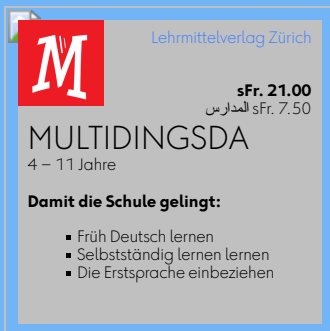 M
Lehrmittelverlag Zürich
sFr. 21.00
المدارس sFr. 7.50
MULTIDINGSDA
4 – 11 Jahre
Damit die Schule gelingt:
▪ Früh Deutsch lernen
▪ Selbstständig lernen lernen
▪ Die Erstsprache einbeziehen